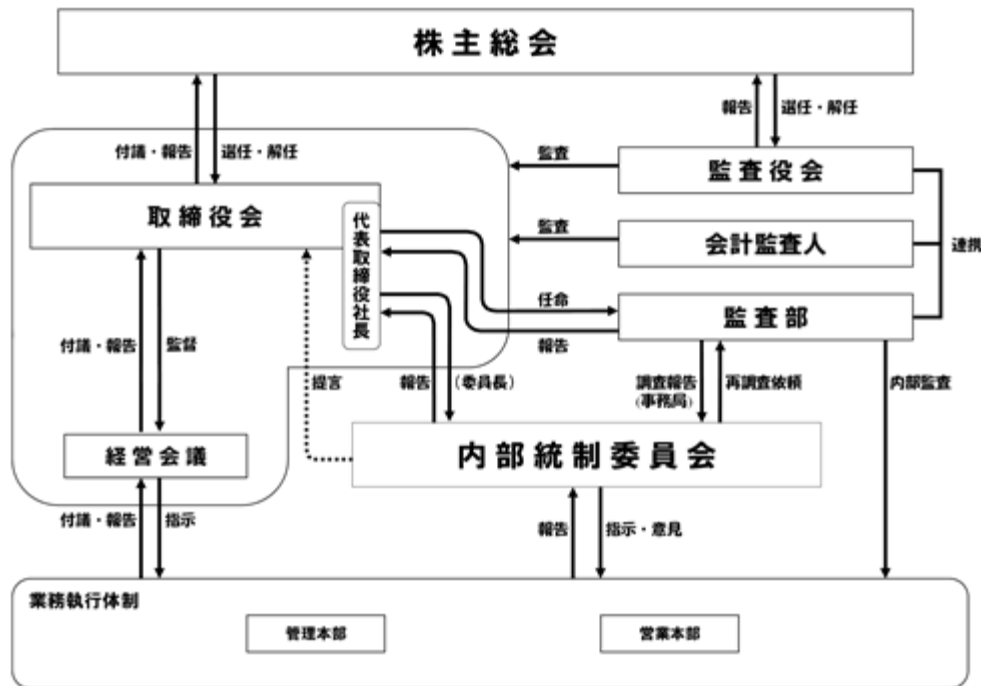 株主総会
報告
選任・解任
付議・報告
選任・解任
監査
監査役会
取締役会
代表取締役社長
監査
会計監査人
連携
任命
監査部
報告
付議・報告
監督
提言
報告
(委員長)
調査報告
(事務局)
再調査依頼
内部監査
経営会議
内部統制委員会
付議・報告
指示
報告
指示・意見
業務執行体制
管理本部
営業本部